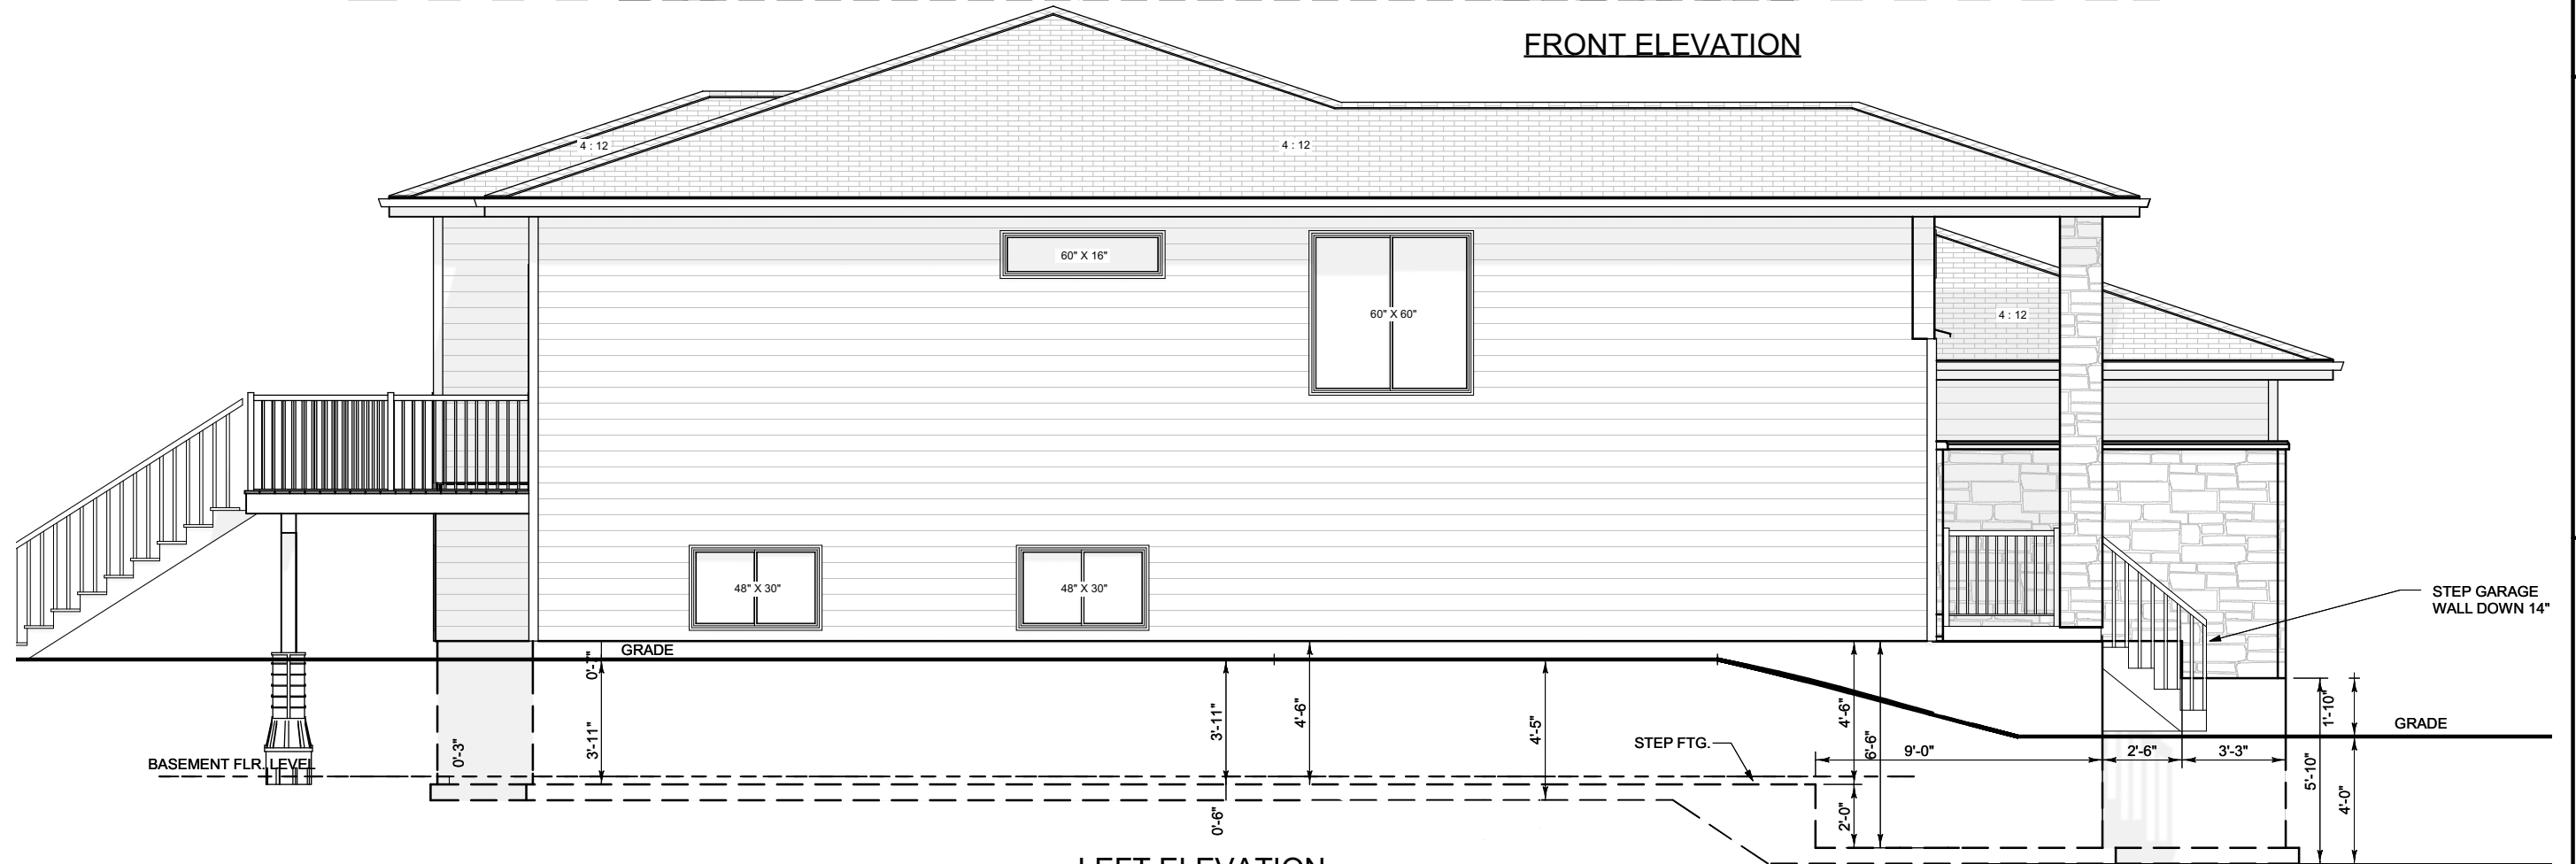 FRONT ELEVATION
4 : 12
4 : 12
60" X 16"
60" X 60"
4 : 12
48" X 30"
48" X 30"
STEP GARAGE
WALL DOWN 14"
GRADE
0'-7"
3'-11"
0'-3"
BASEMENT FLR. LEVEL
3'-11"
4'-6"
0'-6"
4'-5"
STEP FTG.
4'-6"
6'-6"
2'-0"
9'-0"
2'-6"
3'-3"
1'-10"
GRADE
5'-10"
4'-0"
LEFT ELEVATION